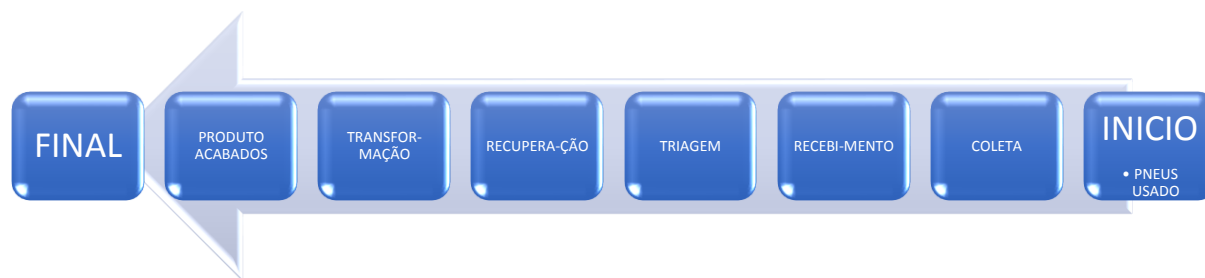 FINAL
PRODUTO
ACABADOS
TRANSFOR-
MAÇÃO
RECUPERA-ÇÃO
TRIAGEM
RECEBI-MENTO
COLETA
INICIO
• PNEUS
USADO